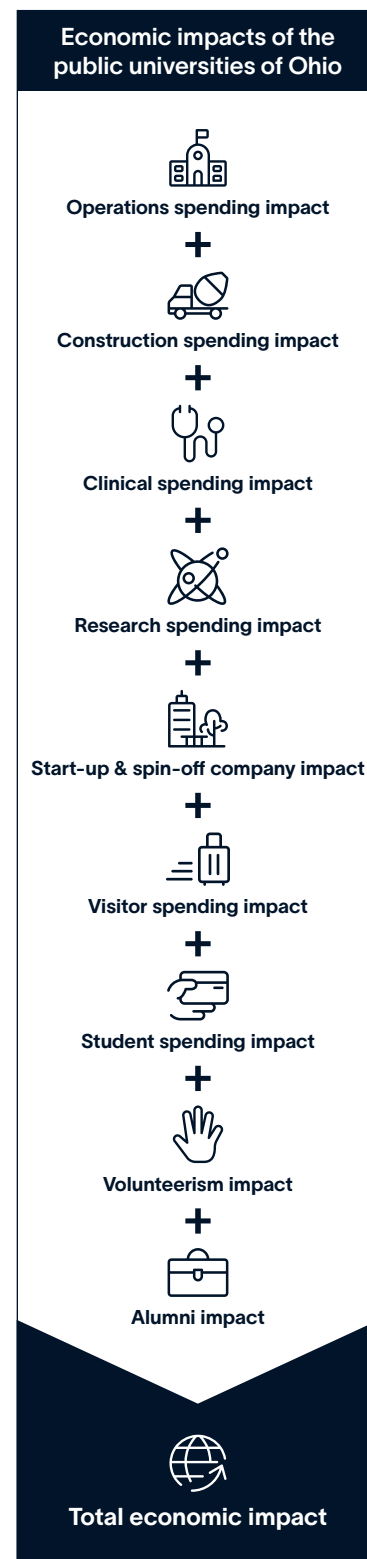 Economic impacts of the
public universities of Ohio
Operations spending impact
+
Construction spending impact
+
Clinical spending impact
+
Research spending impact
+
Start-up & spin-off company impact
+
Visitor spending impact
+
Student spending impact
+
Volunteerism impact
+
Alumni impact
Total economic impact